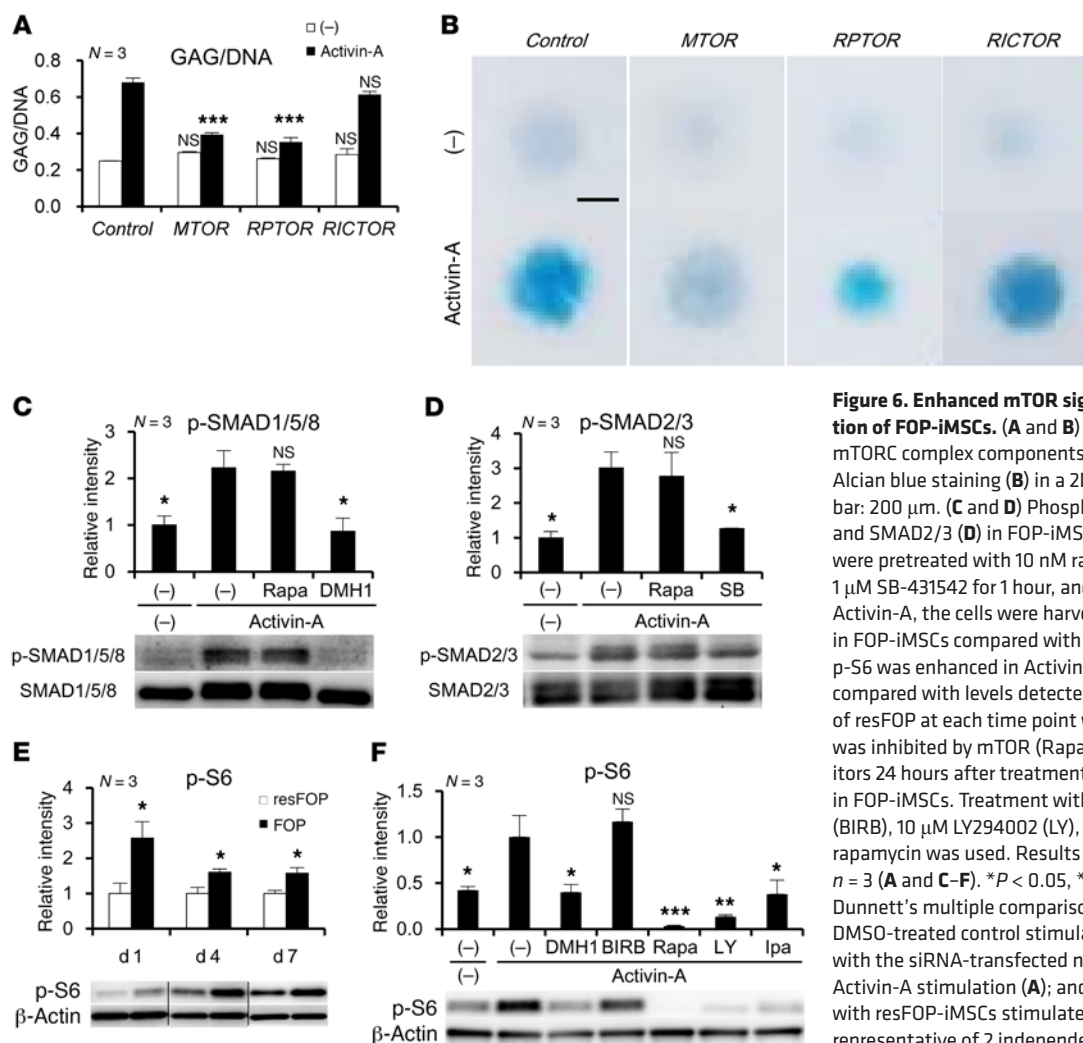 A
N = 3
GAG/DNA
(–)
Activin-A
GAG/DNA
0.8
0.6
0.4
0.2
0.0
NS
***
NS
***
NS
NS
Control MTOR RPTOR RICTOR
B
Control MTOR RPTOR RICTOR
(–)
Activin-A
C
N = 3
p-SMAD1/5/8
Relative intensity
3
2
1
0
*
NS
*
(–) (–) Rapa DMH1
(–) Activin-A
p-SMAD1/5/8
SMAD1/5/8
D
N = 3
p-SMAD2/3
Relative intensity
4
3
2
1
0
*
NS
*
(–) (–) Rapa SB
(–) Activin-A
p-SMAD2/3
SMAD2/3
E
N = 3
p-S6
resFOP
FOP
Relative intensity
4
3
2
1
0
*
*
*
d 1 d 4 d 7
p-S6
β-Actin
F
N = 3
p-S6
Relative intensity
1.5
1.0
0.5
0.0
*
*
NS
***
**
*
(–) (–) DMH1 BIRB Rapa LY Ipa
(–) Activin-A
p-S6
β-Actin
Figure 6. Enhanced mTOR sig
tion of FOP-iMSCs. (A and B)
mTORC complex components
Alcian blue staining (B) in a 2D
bar: 200 μm. (C and D) Phosph
and SMAD2/3 (D) in FOP-iMS
were pretreated with 10 nM ra
1 μM SB-431542 for 1 hour, and
Activin-A, the cells were harv
in FOP-iMSCs compared with
p-S6 was enhanced in Activin
compared with levels detecte
of resFOP at each time point w
was inhibited by mTOR (Rapa
itors 24 hours after treatment
in FOP-iMSCs. Treatment with
(BIRB), 10 μM LY294002 (LY),
rapamycin was used. Results
n = 3 (A and C–F). *P < 0.05, *
Dunnett's multiple compariso
DMSO-treated control stimula
with the siRNA-transfected n
Activin-A stimulation (A); and
with resFOP-iMSCs stimulate
representative of 2 independe